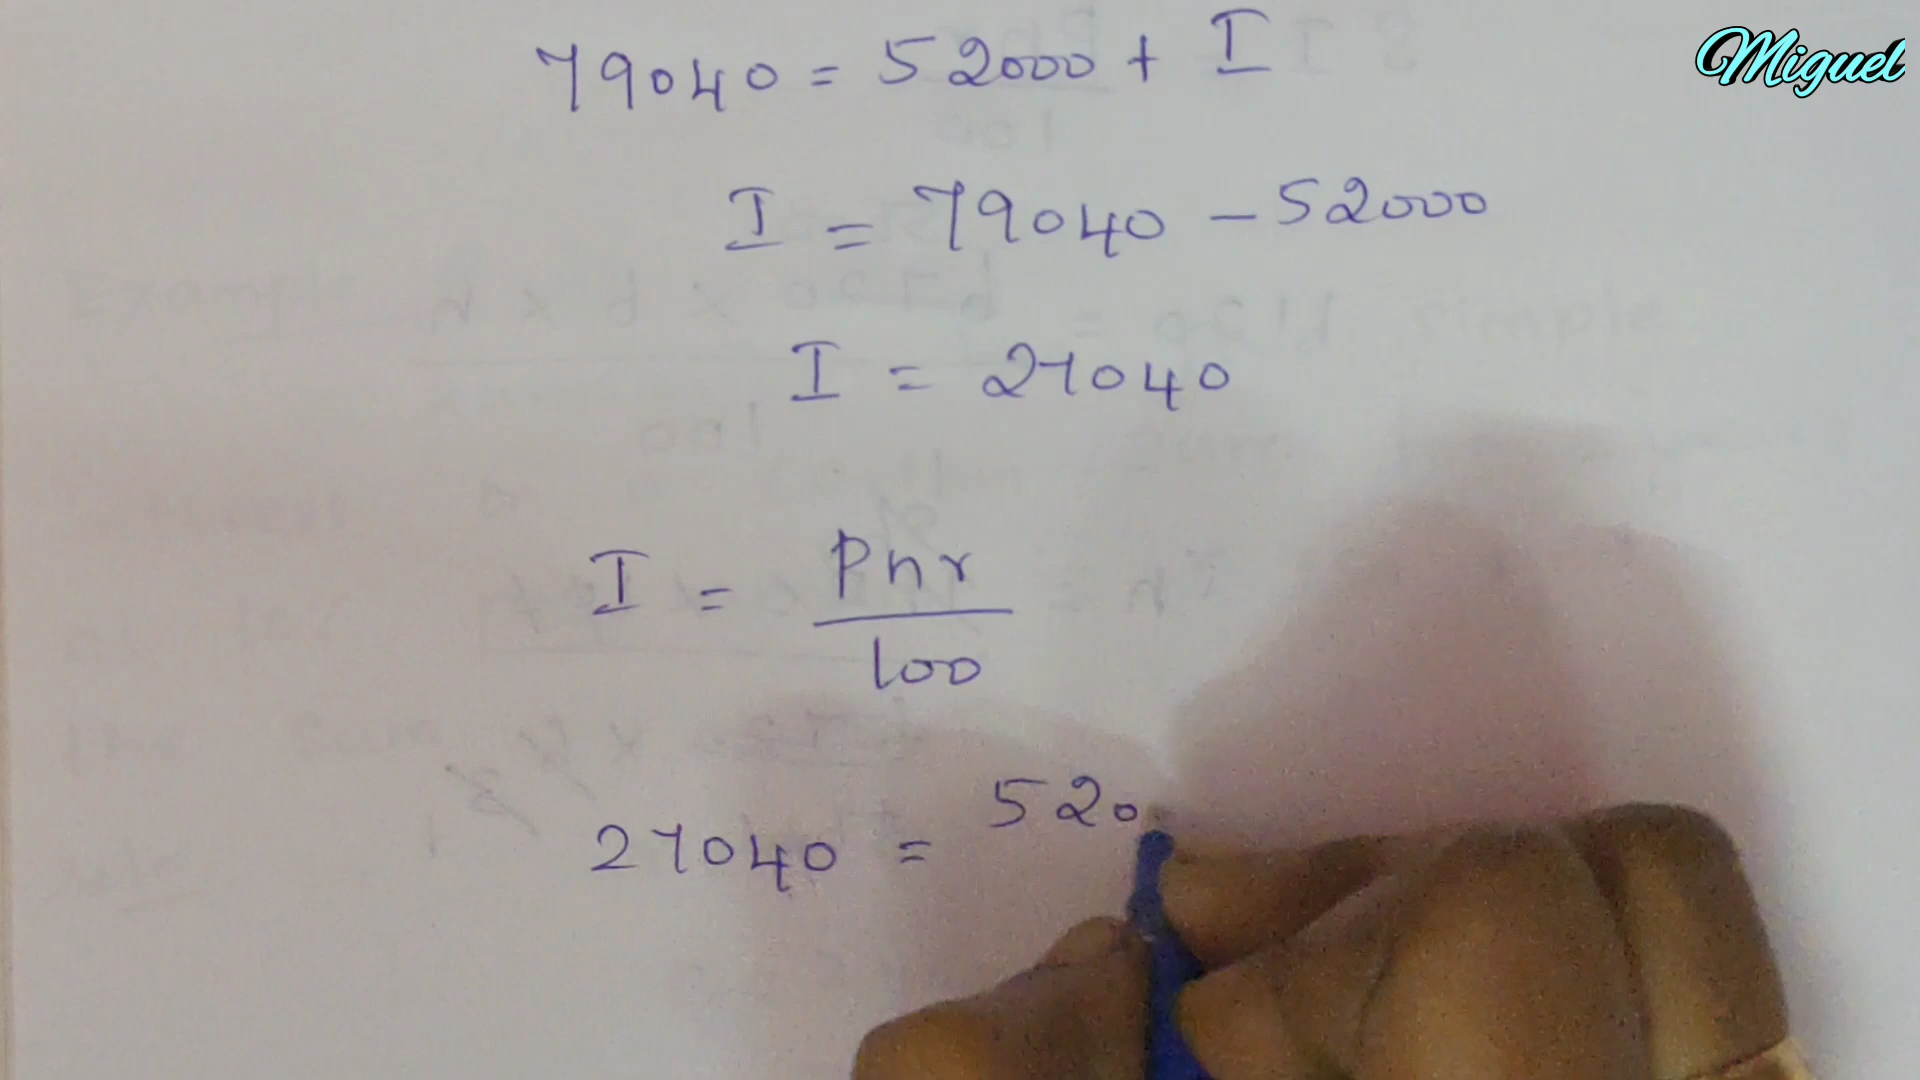 79040 = 52000 + I
Miguel
I = 79040 - 52000
I = 27040
I = Pnr
100
27040 = 520